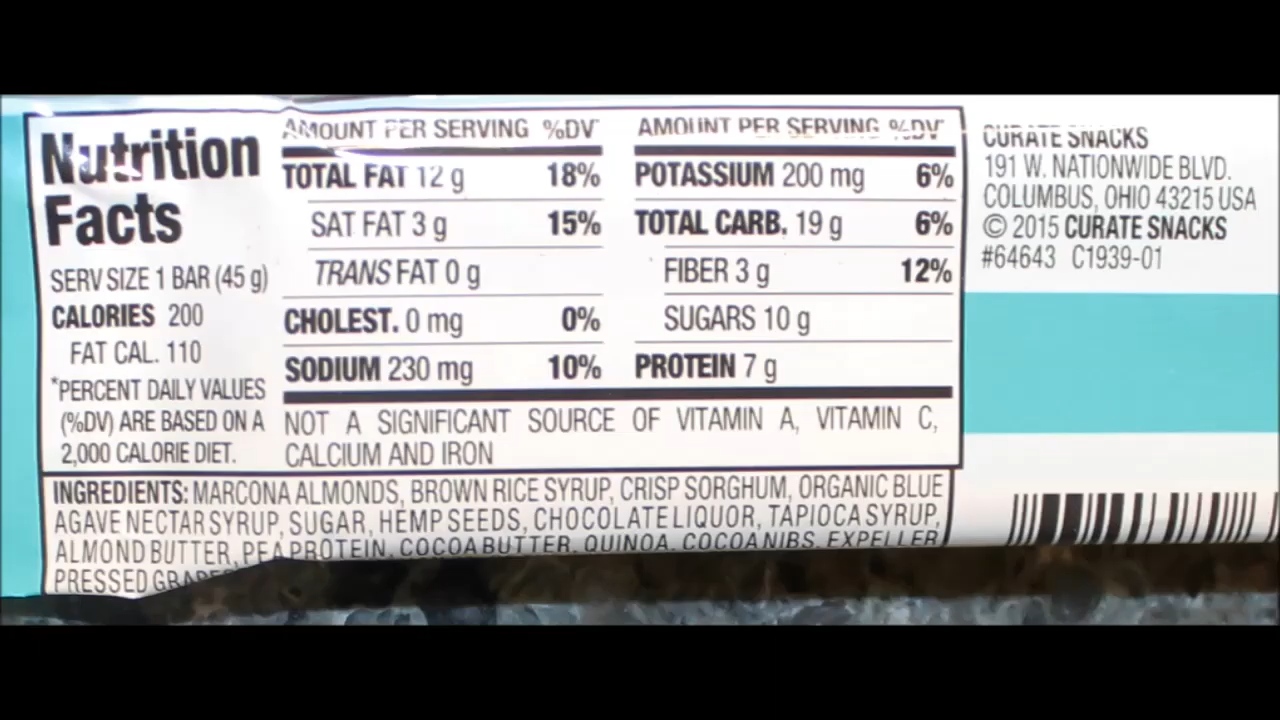 Nutrition
Facts
SERV SIZE 1 BAR (45 g)
CALORIES 200
FAT CAL. 110
*PERCENT DAILY VALUES
(%DV) ARE BASED ON A
2,000 CALORIE DIET.
AMOUNT PER SERVING %DV*
TOTAL FAT 12 g 18%
SAT FAT 3 g 15%
TRANS FAT 0 g
CHOLEST. 0 mg 0%
SODIUM 230 mg 10%
AMOUNT PER SERVING %DV*
POTASSIUM 200 mg 6%
TOTAL CARB. 19 g 6%
FIBER 3 g 12%
SUGARS 10 g
PROTEIN 7 g
NOT A SIGNIFICANT SOURCE OF VITAMIN A, VITAMIN C,
CALCIUM AND IRON
INGREDIENTS: MARCONA ALMONDS, BROWN RICE SYRUP, CRISP SORGHUM, ORGANIC BLUE
AGAVE NECTAR SYRUP, SUGAR, HEMP SEEDS, CHOCOLATE LIQUOR, TAPIOCA SYRUP,
ALMOND BUTTER, PEA PROTEIN, COCOA BUTTER, QUINOA, COCOA NIBS, EXPELLER
PRESSED
CURATE SNACKS
191 W. NATIONWIDE BLVD.
COLUMBUS, OHIO 43215 USA
© 2015 CURATE SNACKS
#64643 C1939-01